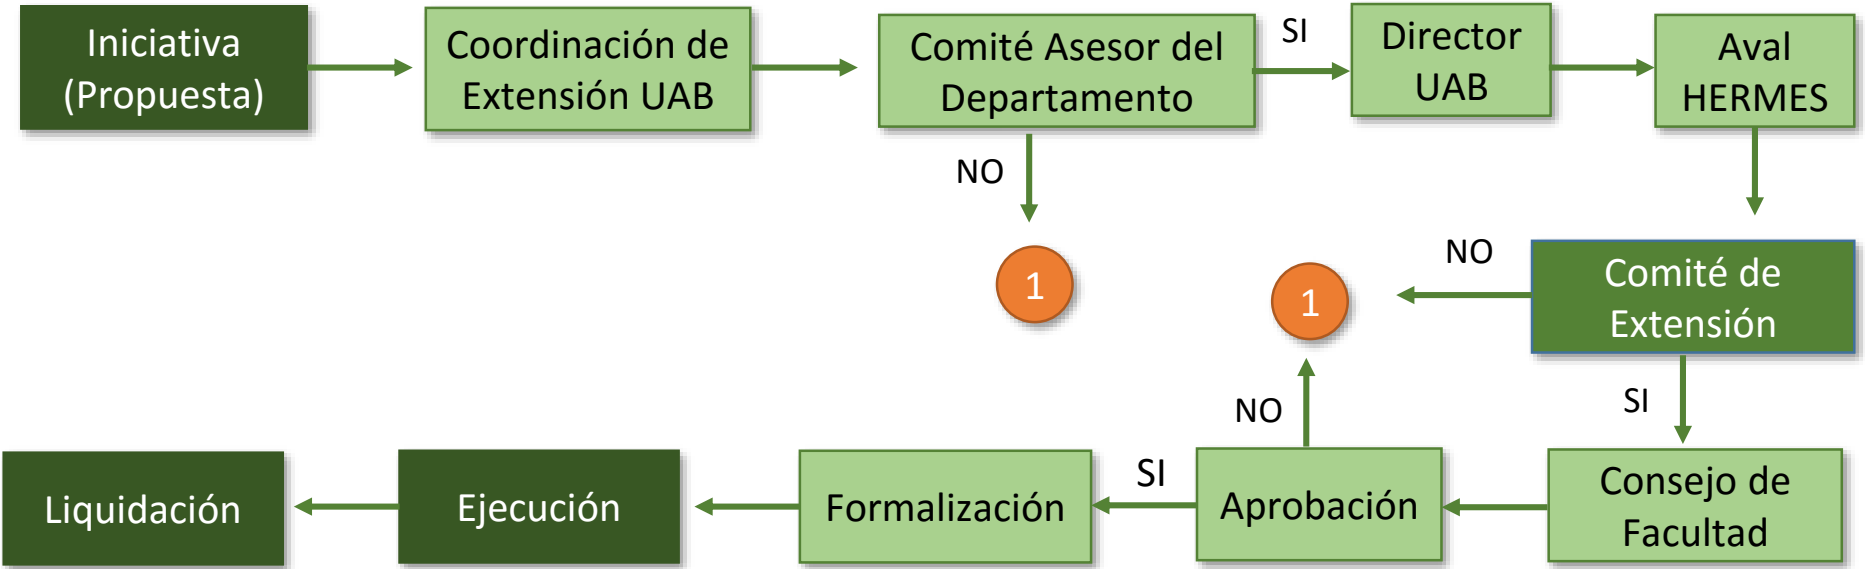 Iniciativa
(Propuesta)
Coordinación de
Extensión UAB
Comité Asesor del
Departamento
SI
Director
UAB
Aval
HERMES
NO
1
NO
1
Comité de
Extensión
SI
NO
Consejo de
Facultad
Aprobación
SI
Formalización
Ejecución
Liquidación